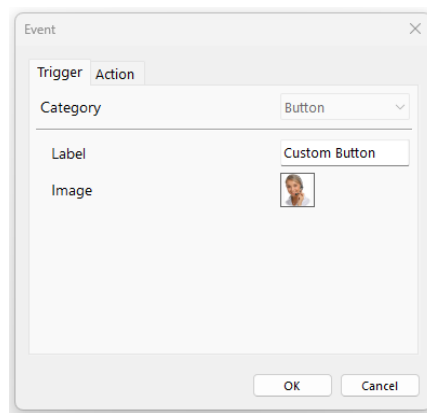 Event
Trigger Action
Category Button
Label Custom Button
Image
OK Cancel